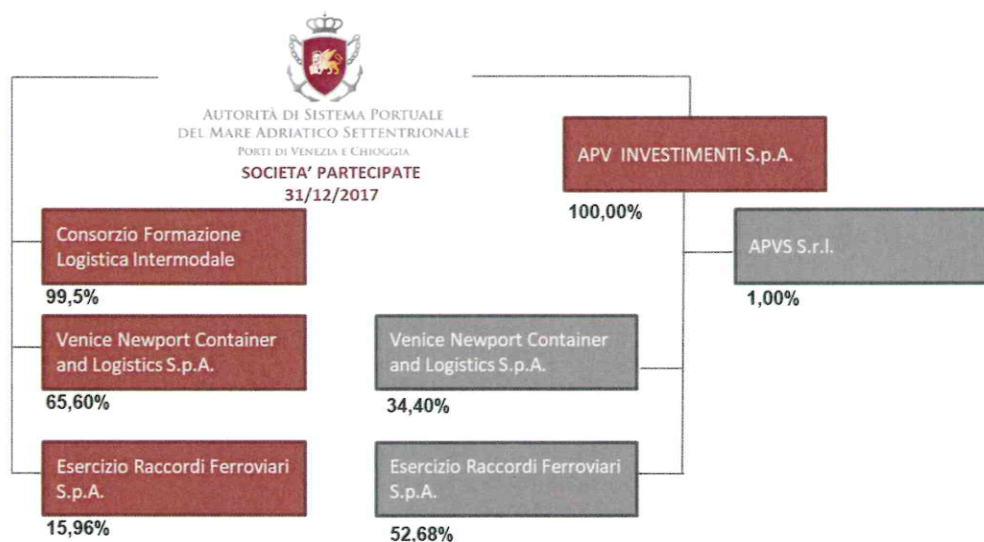 AUTORITÀ DI SISTEMA PORTUALE
DEL MARE ADRIATICO SETTENTRIONALE
PORTI DI VENEZIA E CHIOGGIA
SOCIETA' PARTECIPATE
31/12/2017
APV INVESTIMENTI S.p.A.
100,00%
Consorzio Formazione
Logistica Intermodale
99,5%
APVS S.r.l.
1,00%
Venice Newport Container
and Logistics S.p.A.
65,60%
Venice Newport Container
and Logistics S.p.A.
34,40%
Esercizio Raccordi Ferroviari
S.p.A.
15,96%
Esercizio Raccordi Ferroviari
S.p.A.
52,68%